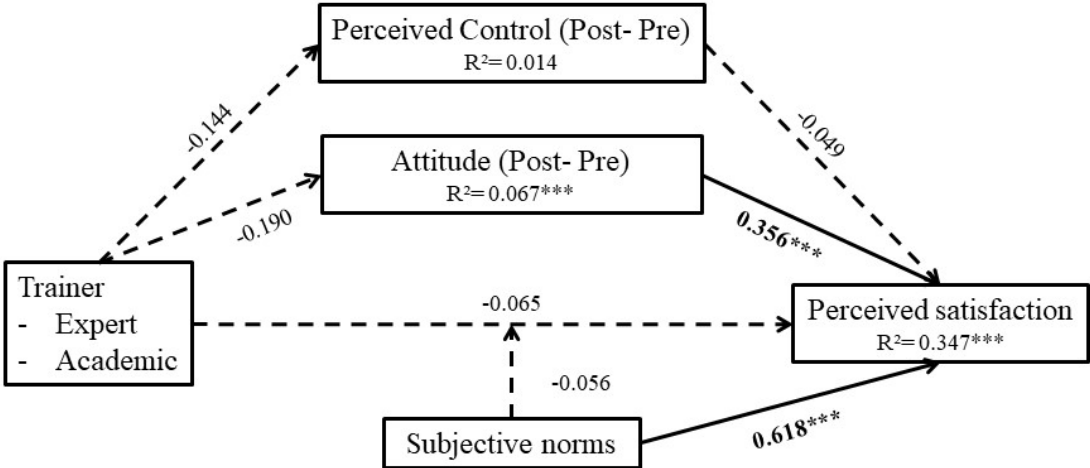 Perceived Control (Post- Pre)
R²= 0.014
-0.144
-0.049
Attitude (Post- Pre)
R²= 0.067***
-0.190
0.356***
Trainer
- Expert
- Academic
-0.065
Perceived satisfaction
R²= 0.347***
-0.056
Subjective norms
0.618***